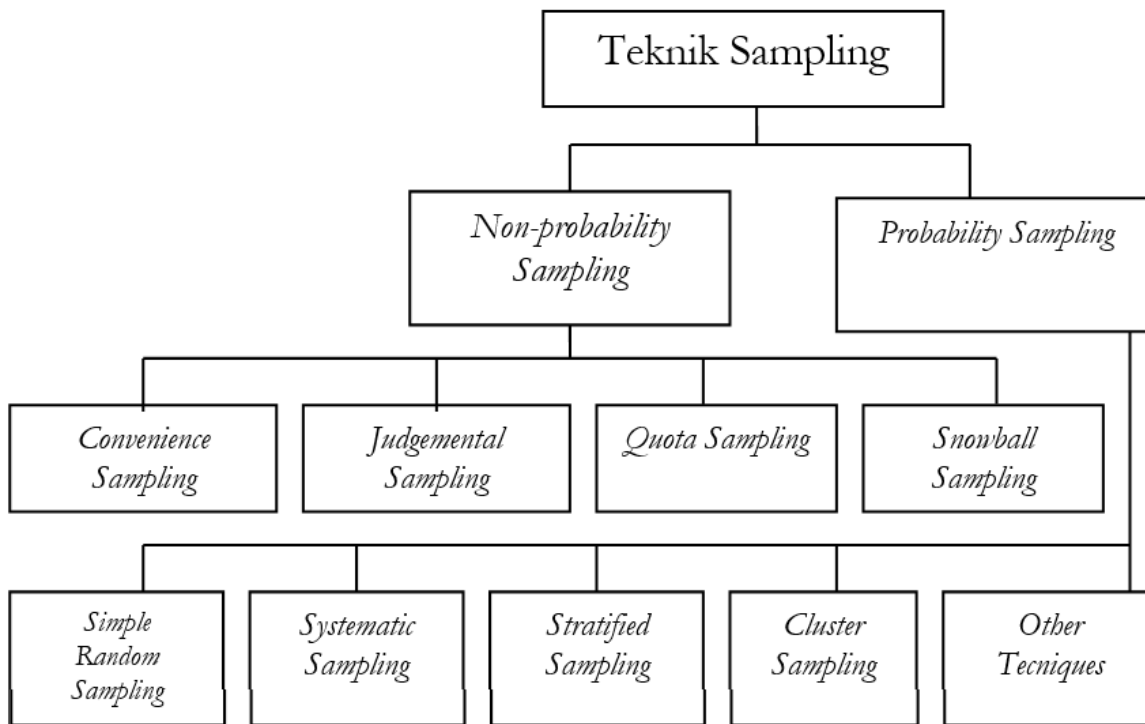 Teknik Sampling
Non-probability
Sampling
Probability Sampling
Convenience
Sampling
Judgemental
Sampling
Quota Sampling
Snowball
Sampling
Simple
Random
Sampling
Systematic
Sampling
Stratified
Sampling
Cluster
Sampling
Other
Tecniques